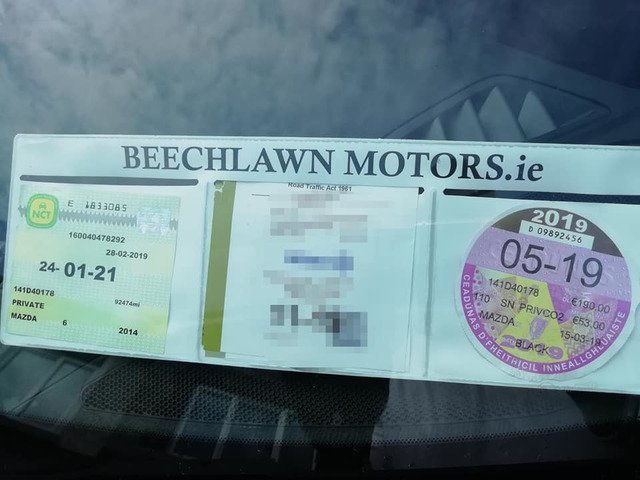 BEECHLAWN MOTORS.ie
NCT
E 1833085
160040478292
28-02-2019
24-01-21
141D40178
PRIVATE 92474mi
MAZDA 6 2014
Road Traffic Act 1961
2019
D 09892456
05-19
141D40178 €190.00
110 SN PRIVCO2 €53.00
MAZDA 15-03-19
BLACK
CEADÚNAS D'FHEITHICIL INNEALLGHLUAISTE